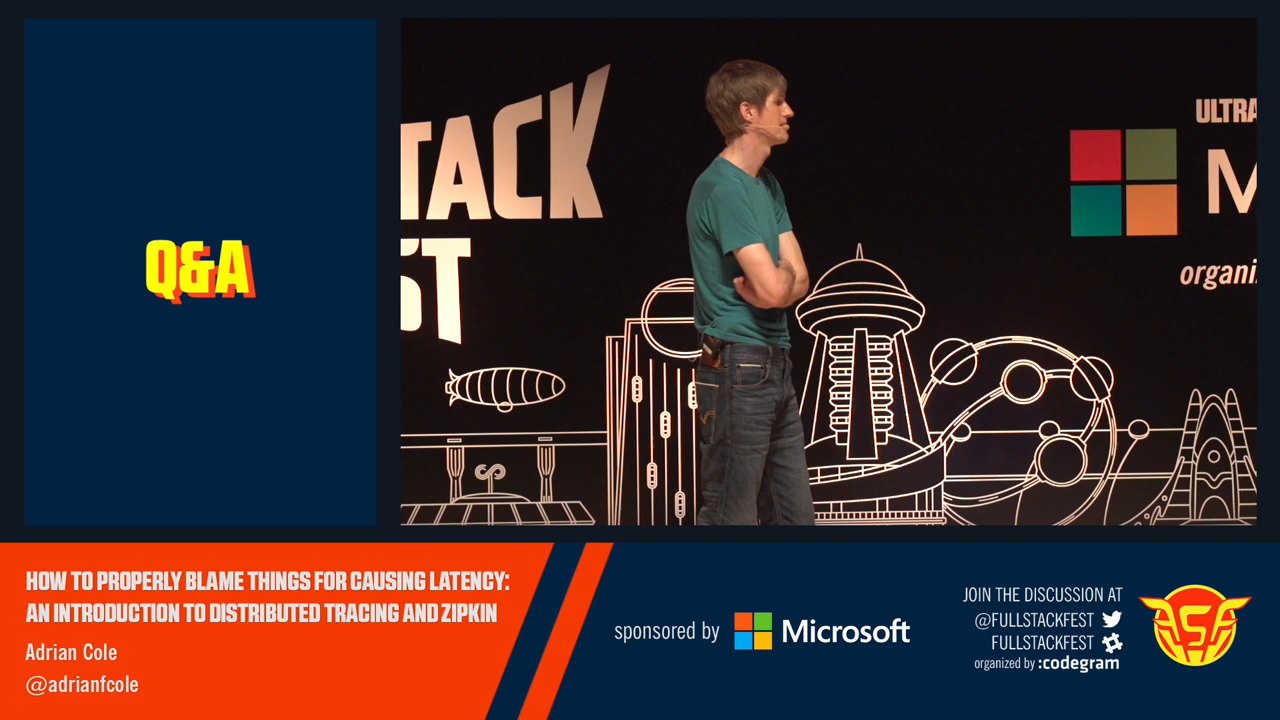 Q&A
TACK
ST
ULTRA
M
organi
HOW TO PROPERLY BLAME THINGS FOR CAUSING LATENCY:
AN INTRODUCTION TO DISTRIBUTED TRACING AND ZIPKIN
Adrian Cole
@adrianfcole
sponsored by Microsoft
JOIN THE DISCUSSION AT
@FULLSTACKFEST
FULLSTACKFEST
organized by :codegram
FSF